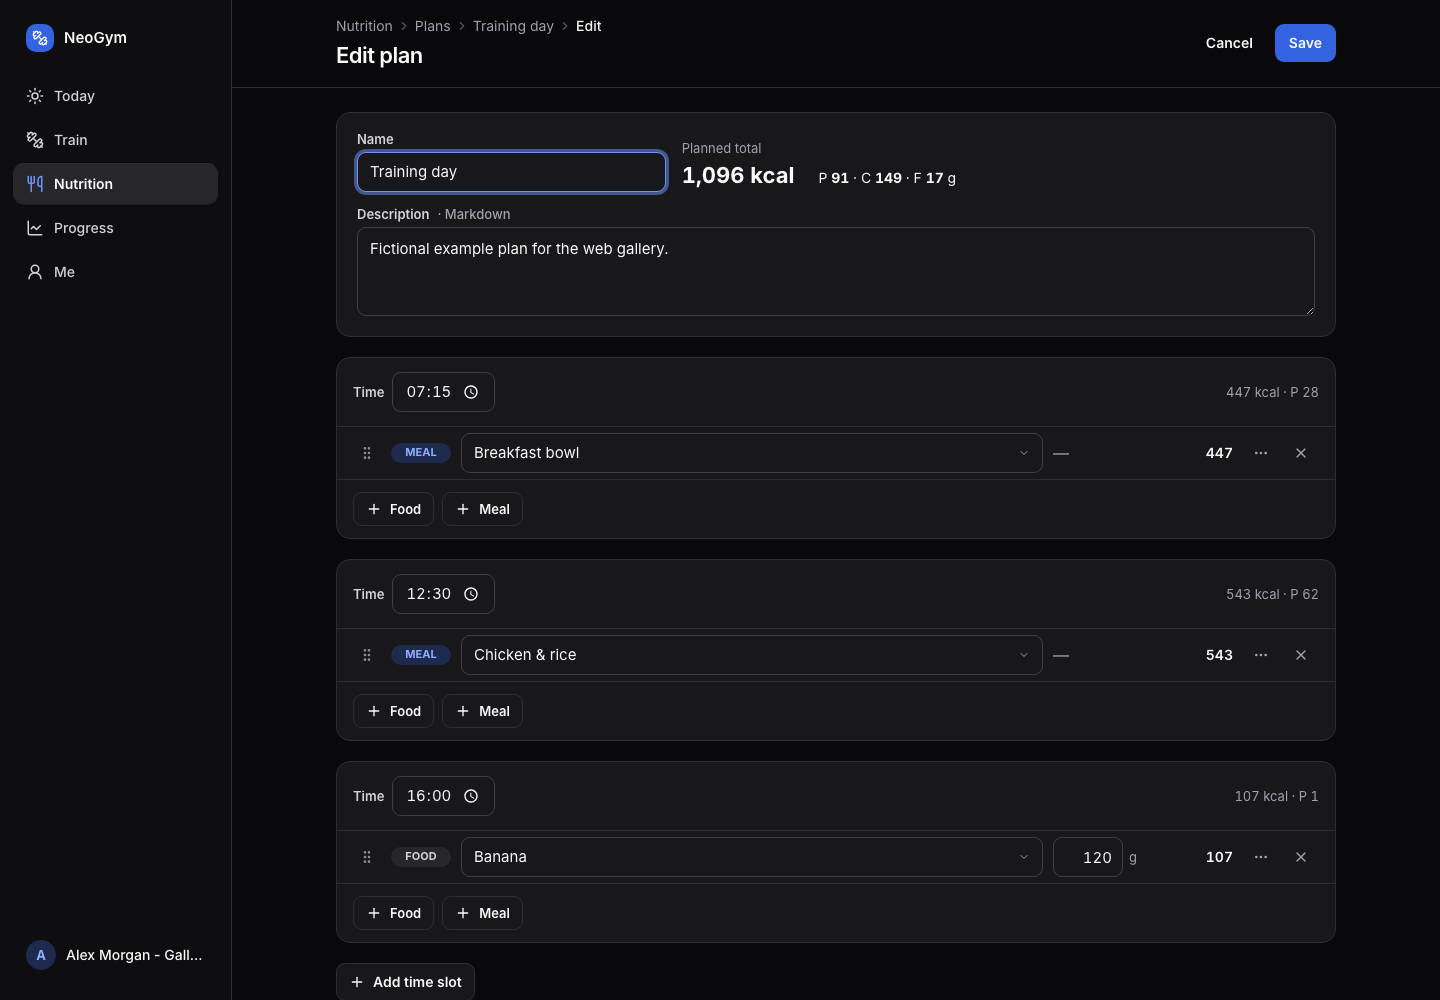 NeoGym
Today
Train
Nutrition
Progress
Me
Alex Morgan - Gall...
Nutrition > Plans > Training day > Edit
Edit plan
Cancel
Save
Name
Training day
Planned total
1,096 kcal P 91 · C 149 · F 17 g
Description · Markdown
Fictional example plan for the web gallery.
Time 07:15 447 kcal · P 28
MEAL Breakfast bowl — 447 ··· ×
+ Food + Meal
Time 12:30 543 kcal · P 62
MEAL Chicken & rice — 543 ··· ×
+ Food + Meal
Time 16:00 107 kcal · P 1
FOOD Banana 120 g 107 ··· ×
+ Food + Meal
+ Add time slot